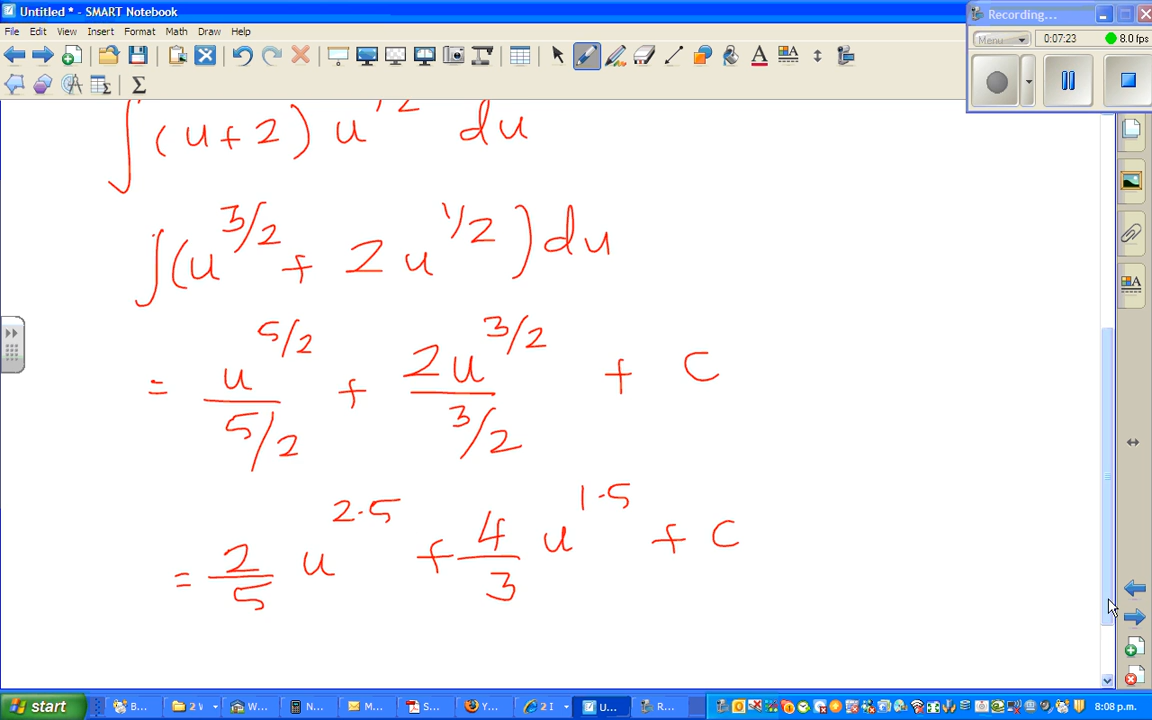 Untitled * - SMART Notebook
Recording...
File Edit View Insert Format Math Draw Help
Menu 0:07:23 8.0 fps
∫(u+2) u^1/2 du
∫(u^3/2 + 2u^1/2)du
= u^5/2 / 5/2 + 2u^3/2 / 3/2 + C
= 2/5 u^2.5 + 4/3 u^1.5 + C
start B... 2 W... N... M... S... Y... 2 I U... R... 8:08 p.m.